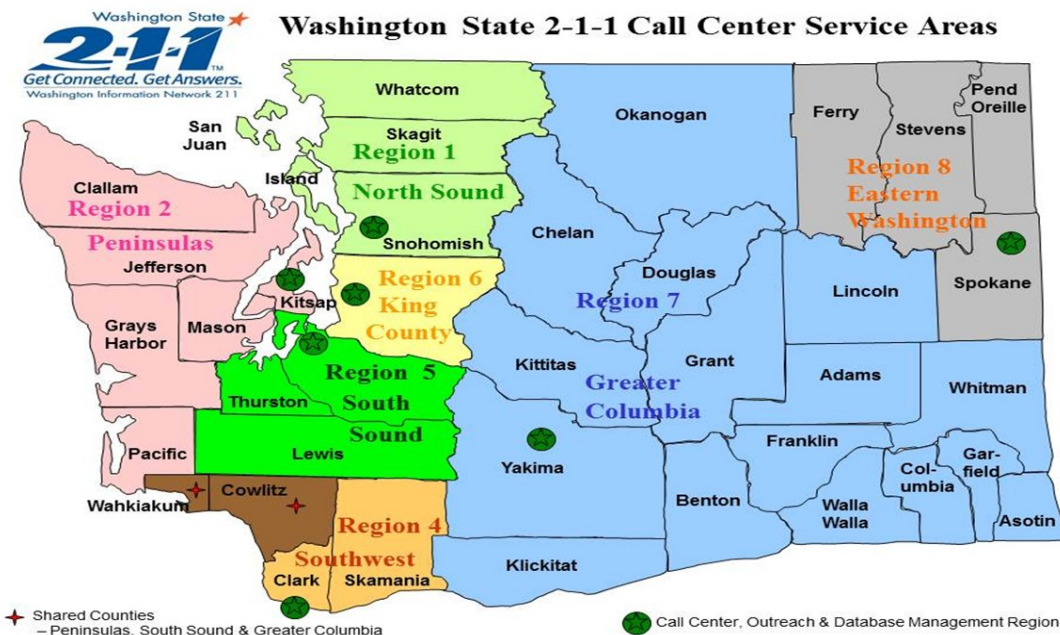 Washington State
2-1-1
TM
Get Connected. Get Answers.
Washington Information Network 211
Washington State 2-1-1 Call Center Service Areas
Whatcom
San
Juan
Skagit
Region 1
Island
North Sound
Snohomish
Clallam
Region 2
Peninsulas
Jefferson
Kitsap
Region 6
King
County
Grays
Harbor
Mason
Region 5
South
Sound
Thurston
Lewis
Pacific
Wahkiakum
Cowlitz
Region 4
Southwest
Clark
Skamania
Okanogan
Chelan
Douglas
Region 7
Kittitas
Greater
Columbia
Grant
Yakima
Klickitat
Benton
Ferry
Stevens
Pend
Oreille
Region 8
Eastern
Washington
Spokane
Lincoln
Adams
Whitman
Franklin
Walla
Walla
Col-
umbia
Gar-
field
Asotin
Shared Counties
– Peninsulas, South Sound & Greater Columbia
Call Center, Outreach & Database Management Region